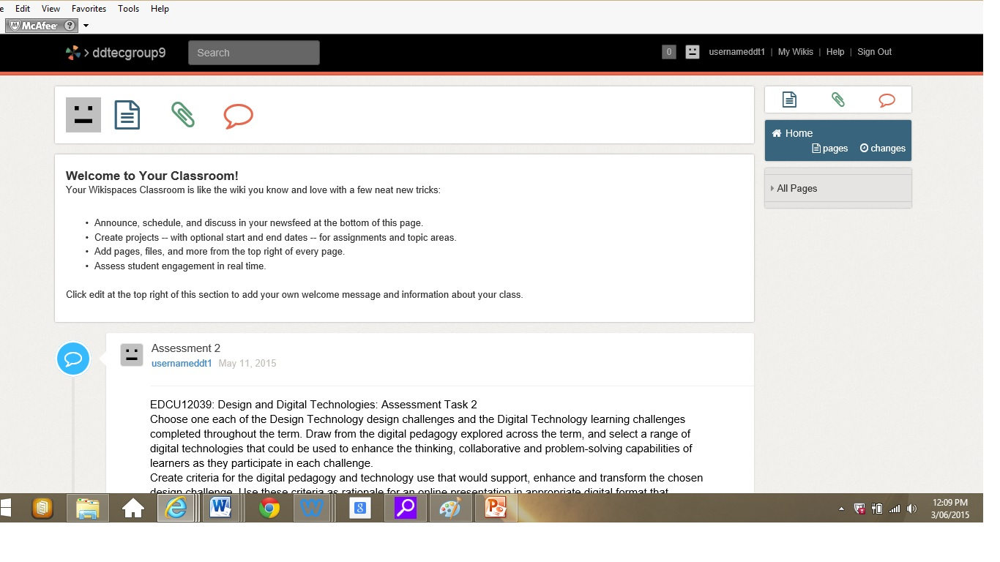 e Edit View Favorites Tools Help
McAfee ?
> ddtecgroup9 Search 0 usernameddt1 | My Wikis | Help | Sign Out
Home
pages changes
All Pages
Welcome to Your Classroom!
Your Wikispaces Classroom is like the wiki you know and love with a few neat new tricks:
• Announce, schedule, and discuss in your newsfeed at the bottom of this page.
• Create projects -- with optional start and end dates -- for assignments and topic areas.
• Add pages, files, and more from the top right of every page.
• Assess student engagement in real time.
Click edit at the top right of this section to add your own welcome message and information about your class.
Assessment 2
usernameddt1 May 11, 2015
EDCU12039: Design and Digital Technologies: Assessment Task 2
Choose one each of the Design Technology design challenges and the Digital Technology learning challenges
completed throughout the term. Draw from the digital pedagogy explored across the term, and select a range of
digital technologies that could be used to enhance the thinking, collaborative and problem-solving capabilities of
learners as they participate in each challenge.
Create criteria for the digital pedagogy and technology use that would support, enhance and transform the chosen
design challenge. Use these criteria as rationale for an online presentation in appropriate digital format that
12:09 PM
3/06/2015